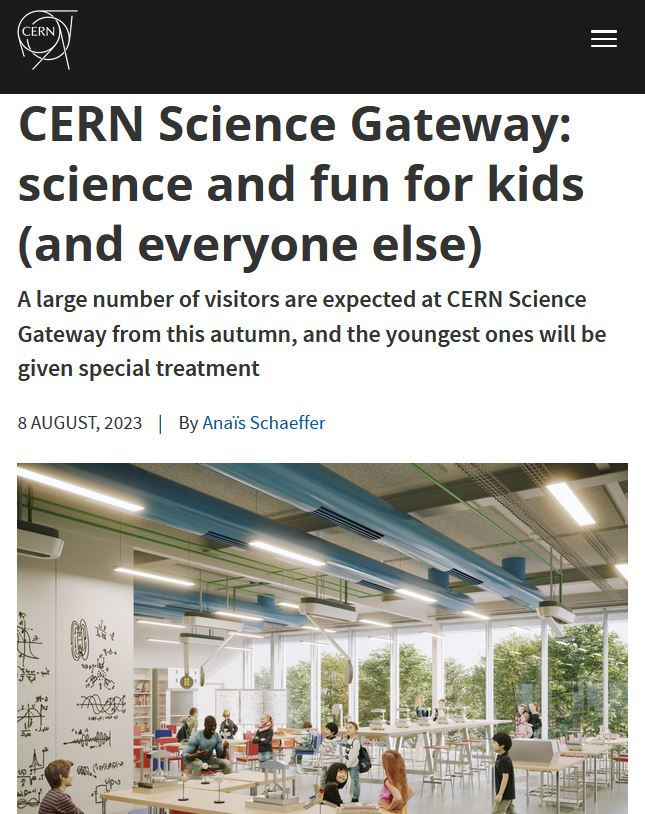 CERN
CERN Science Gateway:
science and fun for kids
(and everyone else)
A large number of visitors are expected at CERN Science
Gateway from this autumn, and the youngest ones will be
given special treatment
8 AUGUST, 2023 | By Anaïs Schaeffer